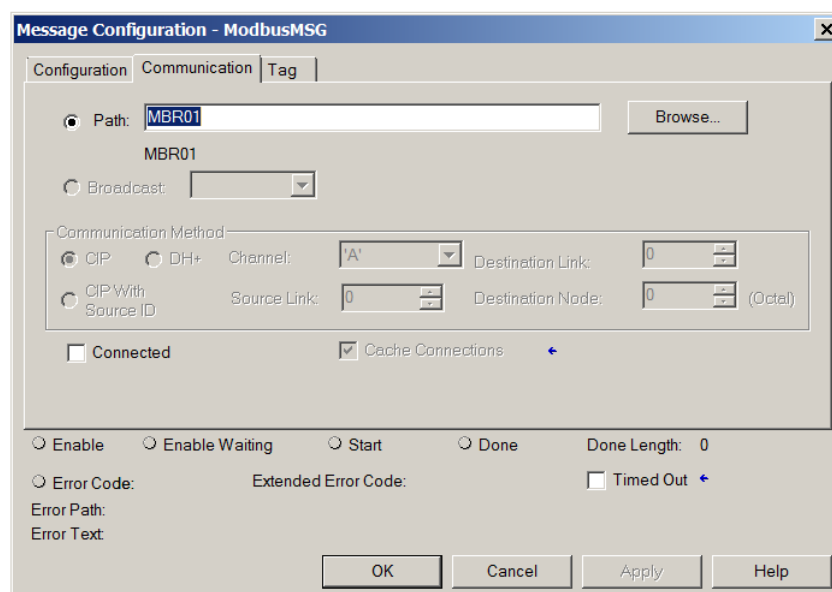 Message Configuration - ModbusMSG
Configuration Communication Tag
Path: MBR01 Browse...
MBR01
Broadcast:
Communication Method
CIP DH+ Channel: 'A' Destination Link: 0
CIP With Source ID Source Link: 0 Destination Node: 0 (Octal)
Connected Cache Connections
Enable Enable Waiting Start Done Done Length: 0
Error Code: Extended Error Code: Timed Out
Error Path:
Error Text:
OK Cancel Apply Help